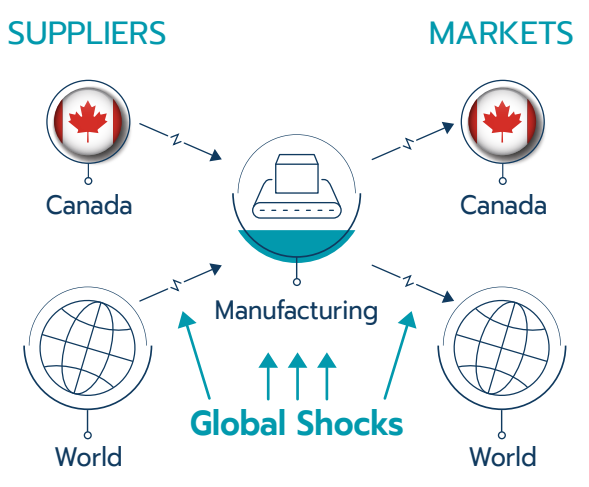 SUPPLIERS
MARKETS
Canada
Canada
Manufacturing
Global Shocks
World
World